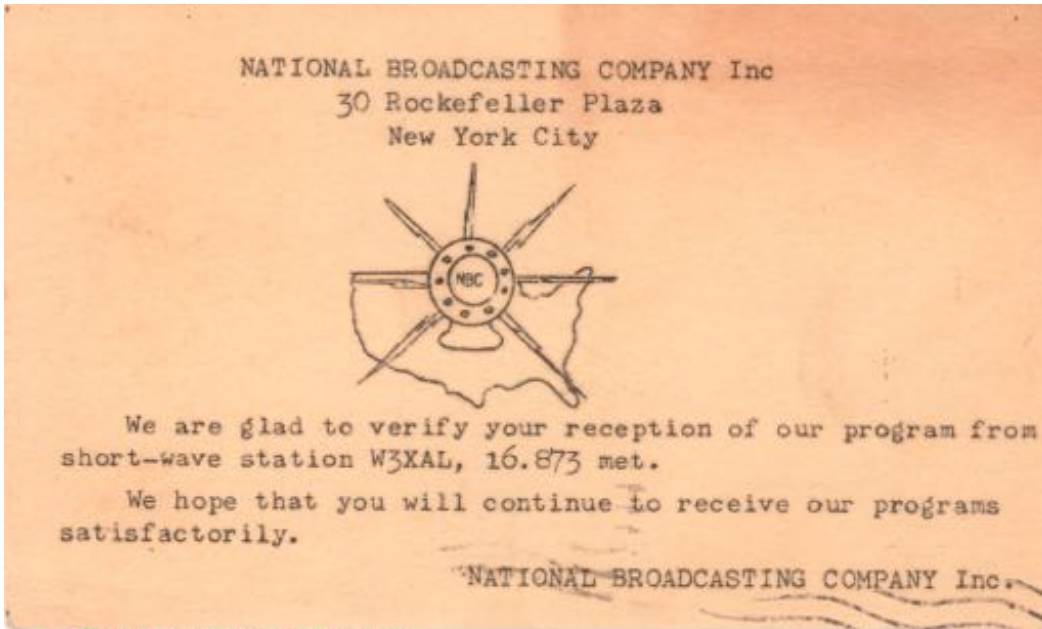 NATIONAL BROADCASTING COMPANY Inc
30 Rockefeller Plaza
New York City
NBC
We are glad to verify your reception of our program from
short-wave station W3XAL, 16.873 met.
We hope that you will continue to receive our programs
satisfactorily.
NATIONAL BROADCASTING COMPANY Inc.